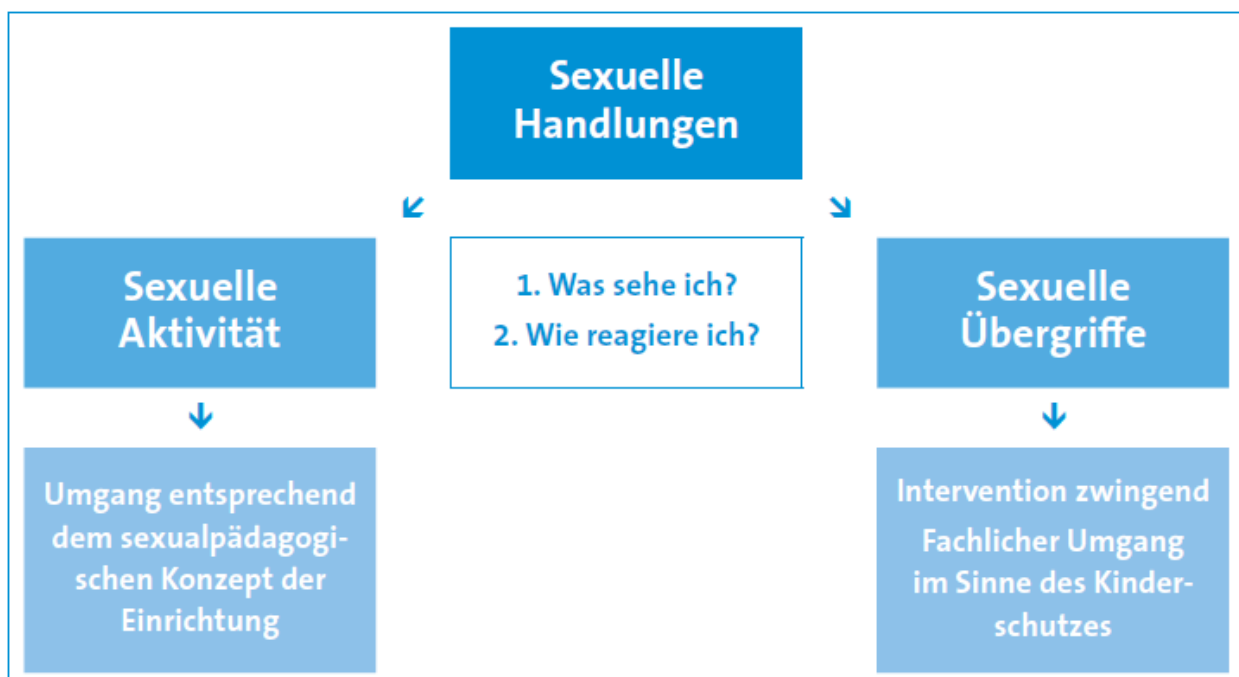 Sexuelle
Handlungen
Sexuelle
Aktivität
1. Was sehe ich?
2. Wie reagiere ich?
Sexuelle
Übergriffe
Umgang entsprechend
dem sexualpädagogi-
schen Konzept der
Einrichtung
Intervention zwingend
Fachlicher Umgang
im Sinne des Kinder-
schutzes